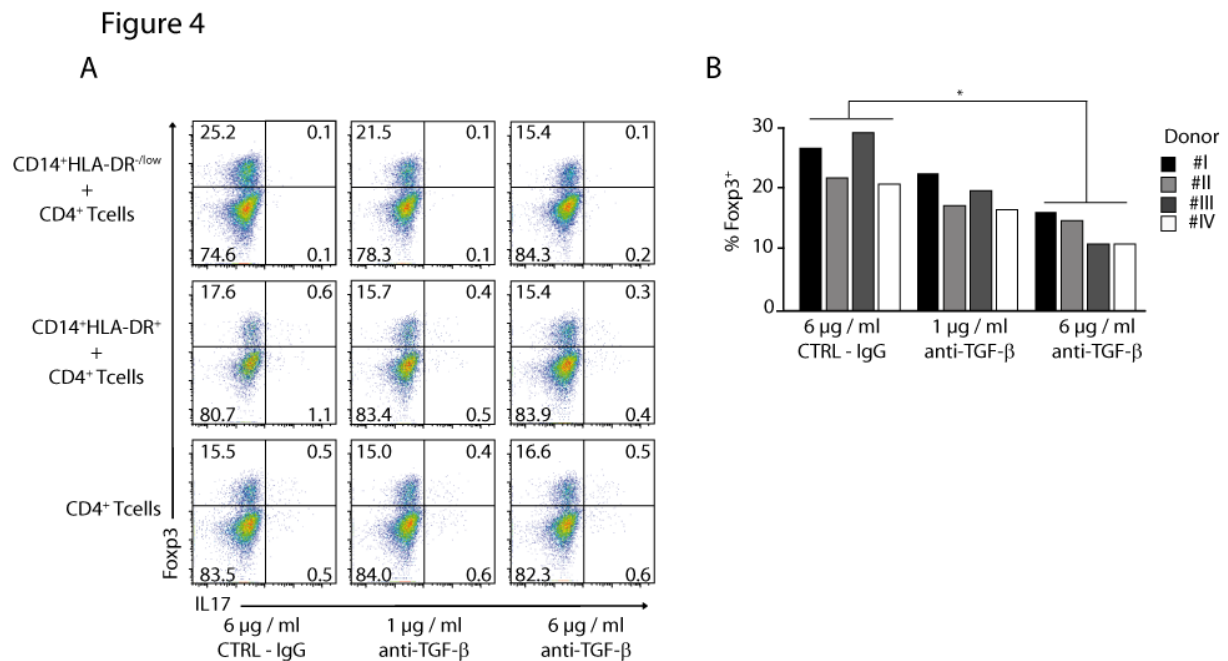 Figure 4
A
CD14⁺HLA-DR⁻/ˡᵒʷ
+
CD4⁺ Tcells
25.2 0.1
74.6 0.1
21.5 0.1
78.3 0.1
15.4 0.1
84.3 0.2
CD14⁺HLA-DR⁺
+
CD4⁺ Tcells
17.6 0.6
80.7 1.1
15.7 0.4
83.4 0.5
15.4 0.3
83.9 0.4
CD4⁺ Tcells
15.5 0.5
83.5 0.5
15.0 0.4
84.0 0.6
16.6 0.5
82.3 0.6
Foxp3
IL17
6 µg / ml
CTRL - IgG
1 µg / ml
anti-TGF-β
6 µg / ml
anti-TGF-β
B
*
% Foxp3⁺
30
20
10
0
6 µg / ml
CTRL - IgG
1 µg / ml
anti-TGF-β
6 µg / ml
anti-TGF-β
Donor
#I
#II
#III
#IV